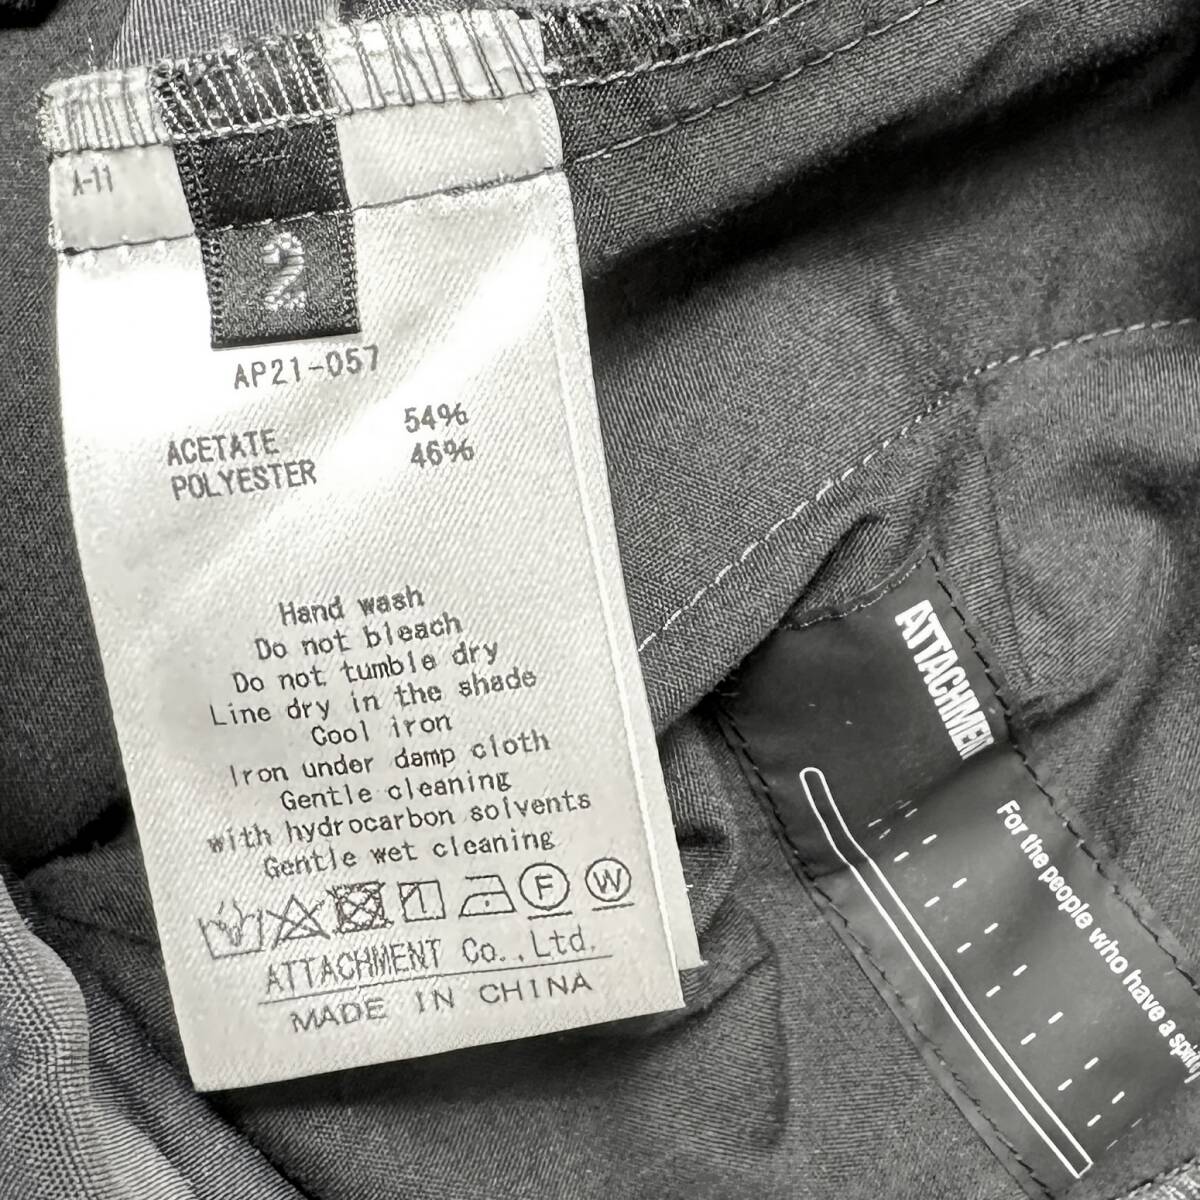 A-11
2
AP21-057
ACETATE 54%
POLYESTER 46%
Hand wash
Do not bleach
Do not tumble dry
Line dry in the shade
Cool iron
Iron under damp cloth
Gentle cleaning
with hydrocarbon solvents
Gentle wet cleaning
F W
ATTACHMENT Co.,Ltd.
MADE IN CHINA
ATTACHMEN
For the people who have a